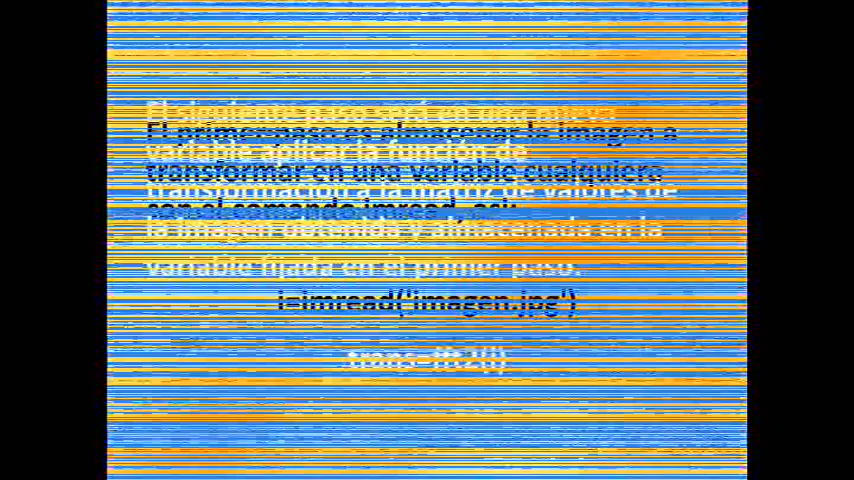 El siguiente paso será en una nueva
El primer paso es almacenar la imagen a
variable aplicar la función de
transformar en una variable cualquiera
transformación a la matriz de valores de
con el comando imread, así:
la imagen obtenida y almacenada en la
variable fijada en el primer paso.
i=imread('imagen.jpg')
trans=fft2(i)